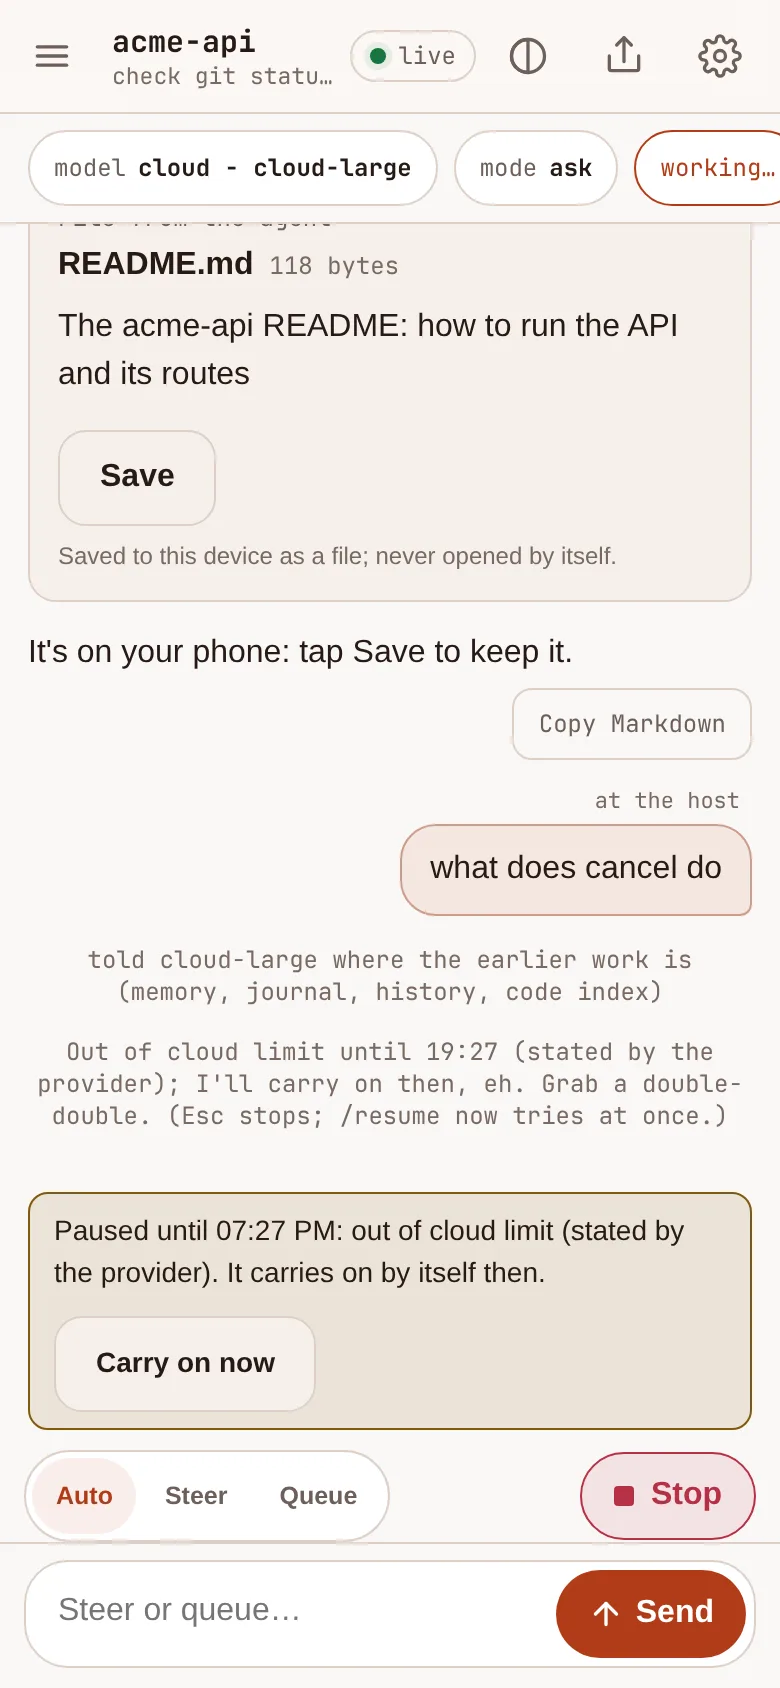 acme-api
check git statu…
live
model cloud - cloud-large
mode ask
working…
README.md 118 bytes
The acme-api README: how to run the API
and its routes
Save
Saved to this device as a file; never opened by itself.
It's on your phone: tap Save to keep it.
Copy Markdown
at the host
what does cancel do
told cloud-large where the earlier work is
(memory, journal, history, code index)
Out of cloud limit until 19:27 (stated by the
provider); I'll carry on then, eh. Grab a double-
double. (Esc stops; /resume now tries at once.)
Paused until 07:27 PM: out of cloud limit (stated by
the provider). It carries on by itself then.
Carry on now
Auto
Steer
Queue
Stop
Steer or queue…
Send